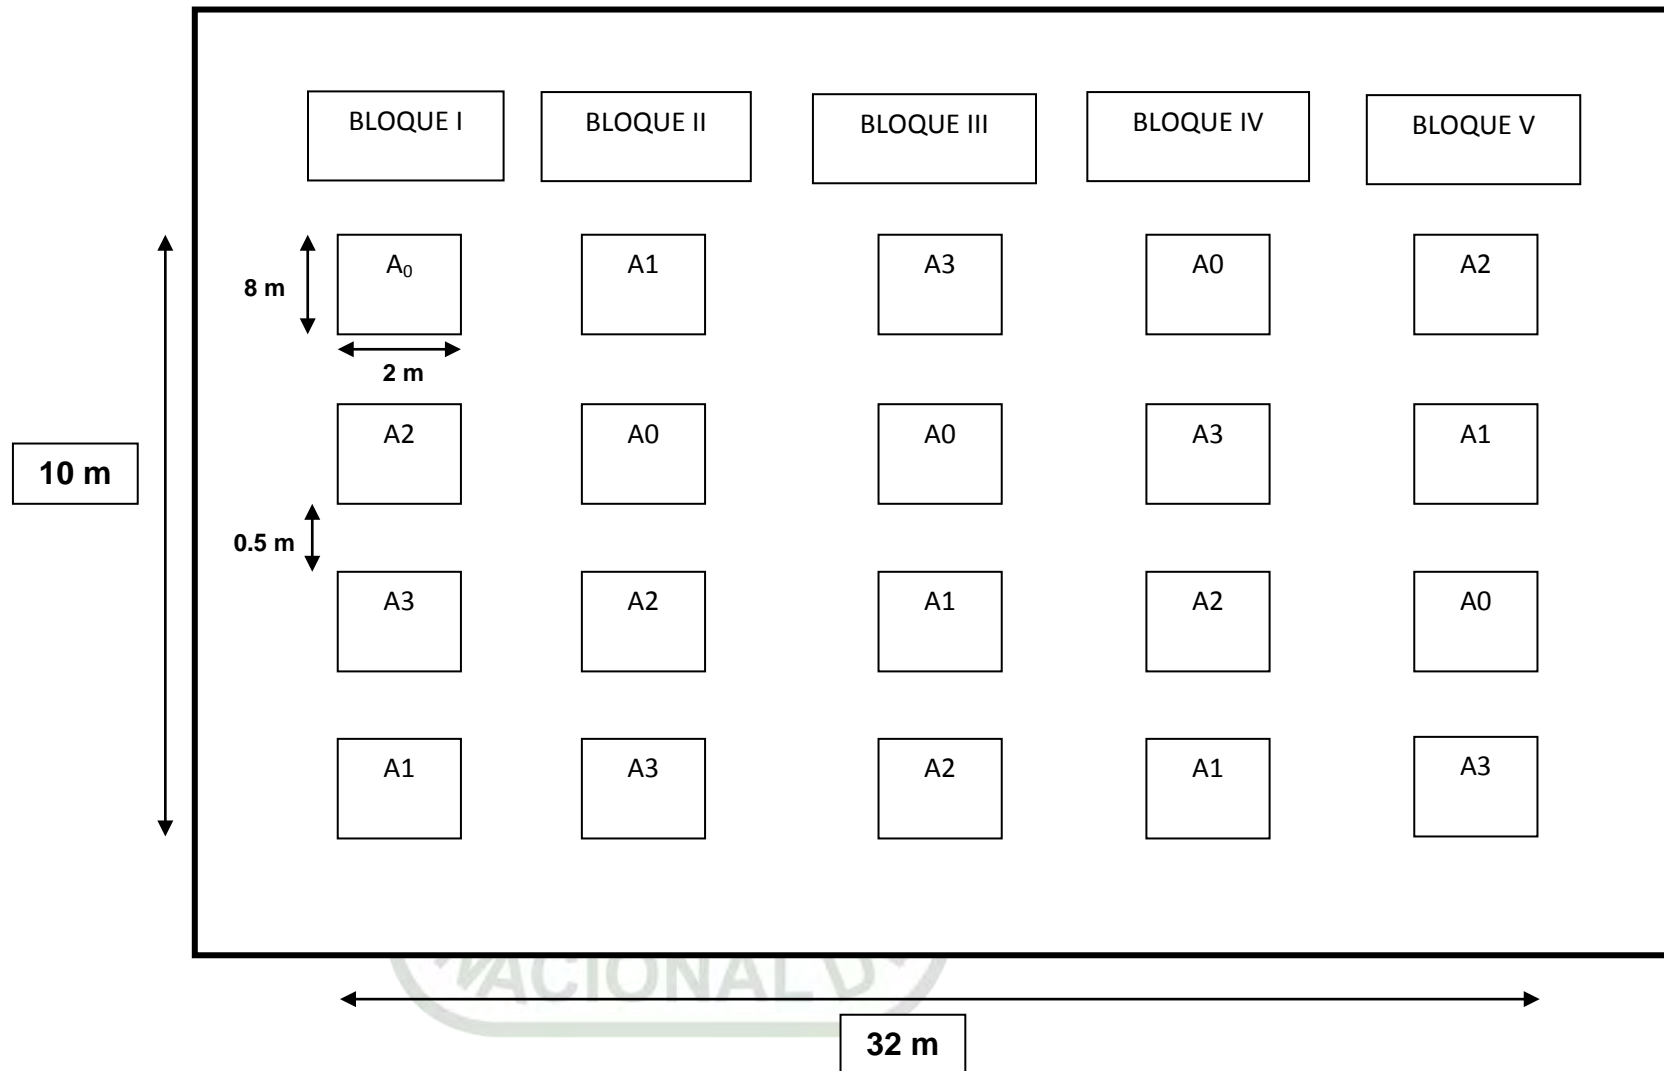 BLOQUE I BLOQUE II BLOQUE III BLOQUE IV BLOQUE V
A₀ A1 A3 A0 A2
8 m
2 m
A2 A0 A0 A3 A1
10 m
0.5 m
A3 A2 A1 A2 A0
A1 A3 A2 A1 A3
NACIONAL D
32 m